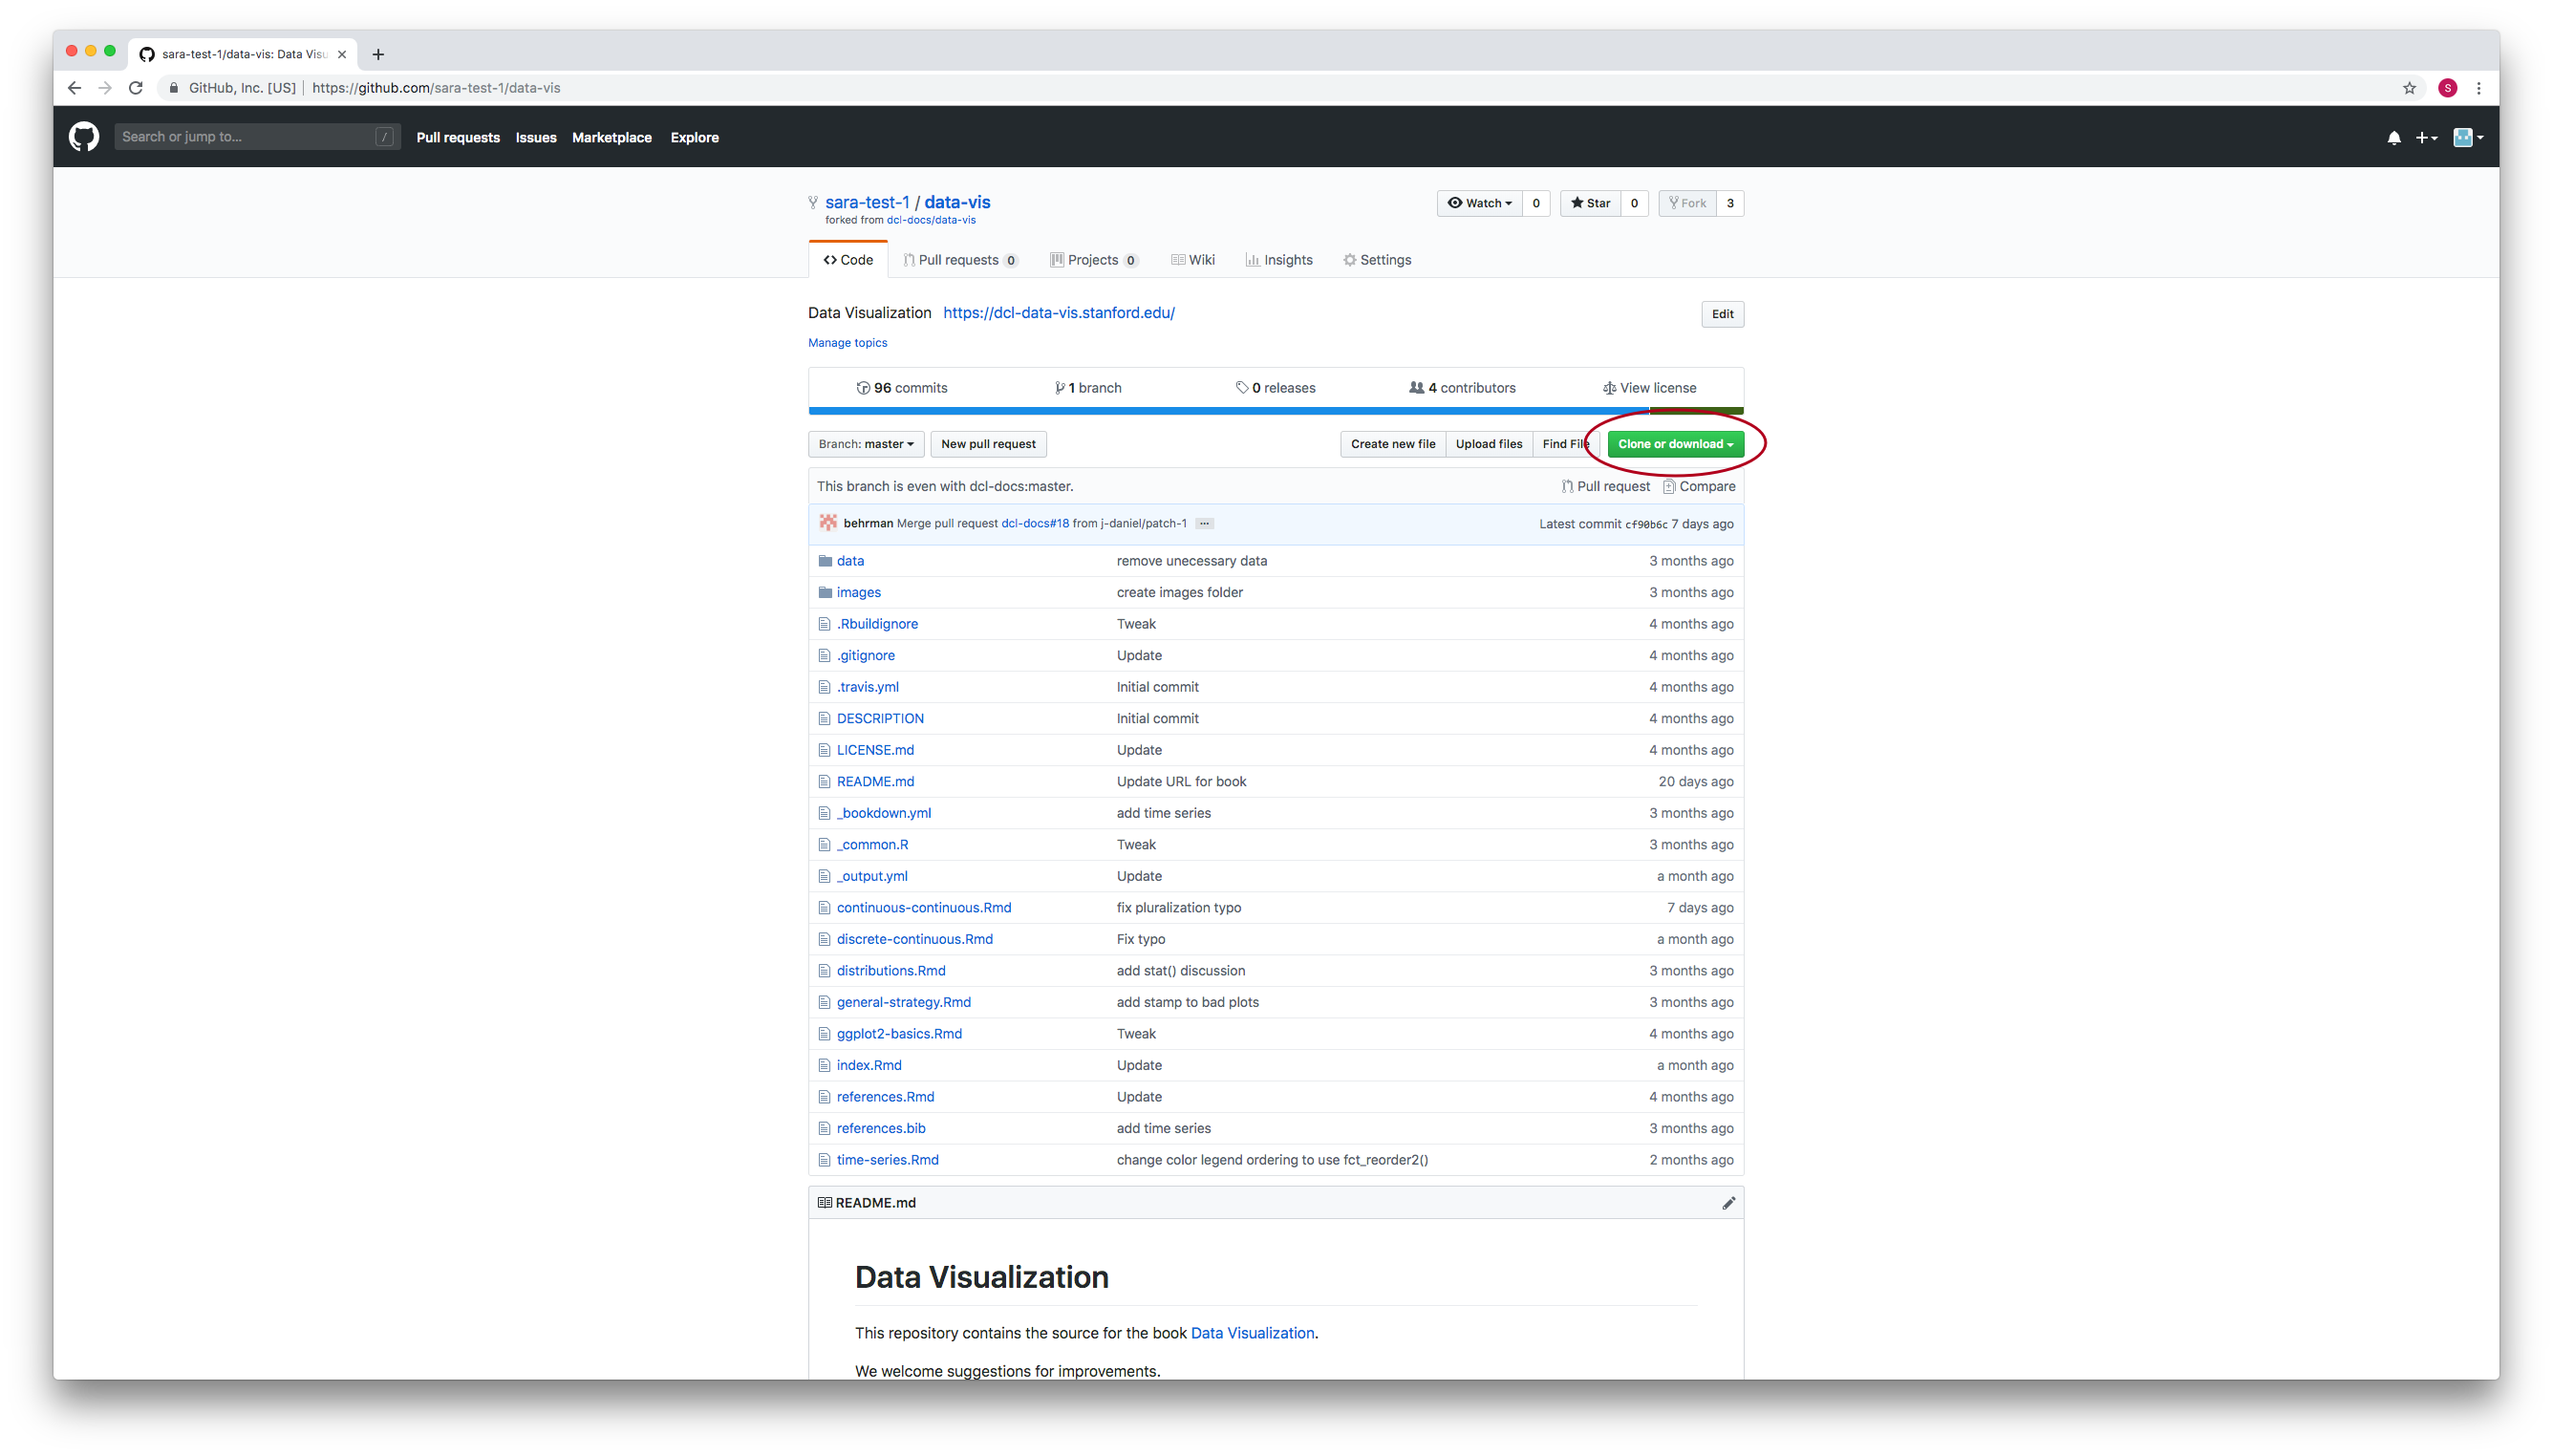 sara-test-1/data-vis: Data Visu
GitHub, Inc. [US] https://github.com/sara-test-1/data-vis S
Search or jump to... / Pull requests Issues Marketplace Explore
sara-test-1 / data-vis Watch 0 Star 0 Fork 3
forked from dcl-docs/data-vis
Code Pull requests 0 Projects 0 Wiki Insights Settings
Data Visualization https://dcl-data-vis.stanford.edu/ Edit
Manage topics
96 commits 1 branch 0 releases 4 contributors View license
Branch: master New pull request Create new file Upload files Find File Clone or download
This branch is even with dcl-docs:master. Pull request Compare
behrman Merge pull request dcl-docs#18 from j-daniel/patch-1 ... Latest commit cf90b6c 7 days ago
data remove unecessary data 3 months ago
images create images folder 3 months ago
.Rbuildignore Tweak 4 months ago
.gitignore Update 4 months ago
.travis.yml Initial commit 4 months ago
DESCRIPTION Initial commit 4 months ago
LICENSE.md Update 4 months ago
README.md Update URL for book 20 days ago
_bookdown.yml add time series 3 months ago
_common.R Tweak 3 months ago
_output.yml Update a month ago
continuous-continuous.Rmd fix pluralization typo 7 days ago
discrete-continuous.Rmd Fix typo a month ago
distributions.Rmd add stat() discussion 3 months ago
general-strategy.Rmd add stamp to bad plots 3 months ago
ggplot2-basics.Rmd Tweak 4 months ago
index.Rmd Update a month ago
references.Rmd Update 4 months ago
references.bib add time series 3 months ago
time-series.Rmd change color legend ordering to use fct_reorder2() 2 months ago
README.md
Data Visualization
This repository contains the source for the book Data Visualization.
We welcome suggestions for improvements.